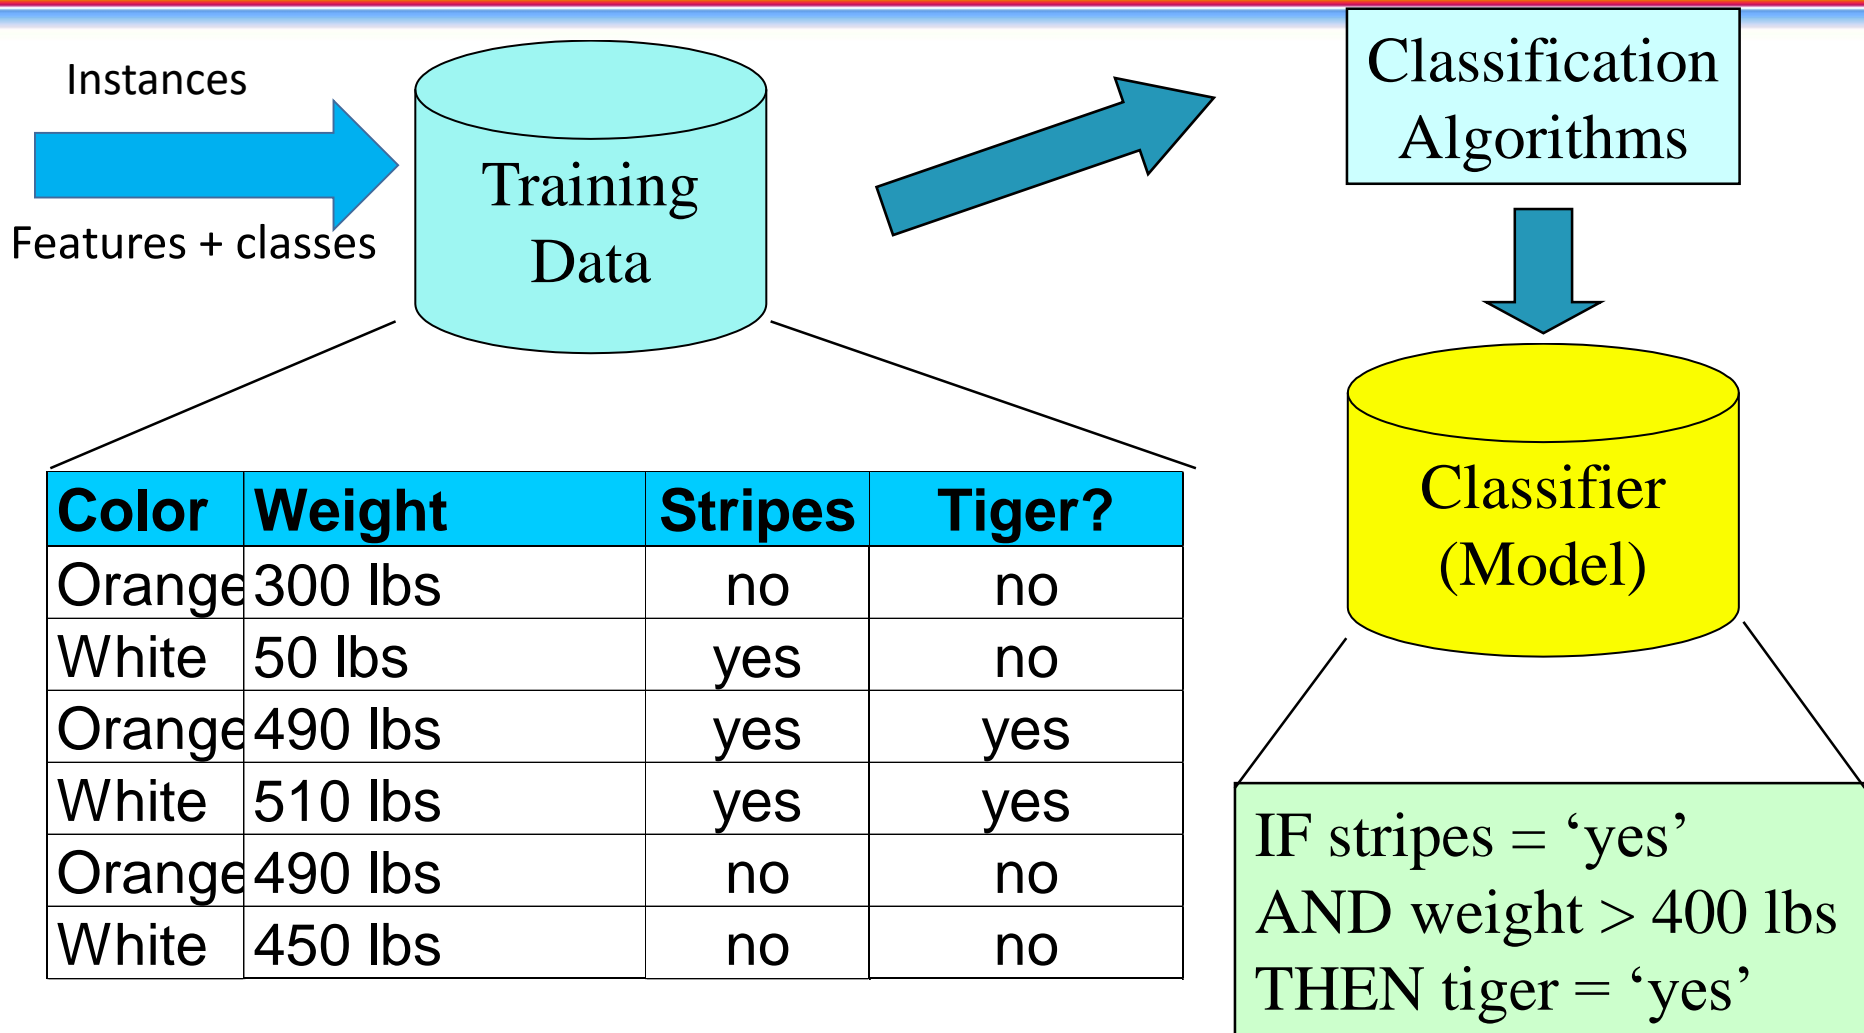 Instances
Features + classes
Training
Data
Classification
Algorithms
Classifier
(Model)
Color Weight Stripes Tiger?
Orange 300 lbs no no
White 50 lbs yes no
Orange 490 lbs yes yes
White 510 lbs yes yes
Orange 490 lbs no no
White 450 lbs no no
IF stripes = ‘yes’
AND weight > 400 lbs
THEN tiger = ‘yes’